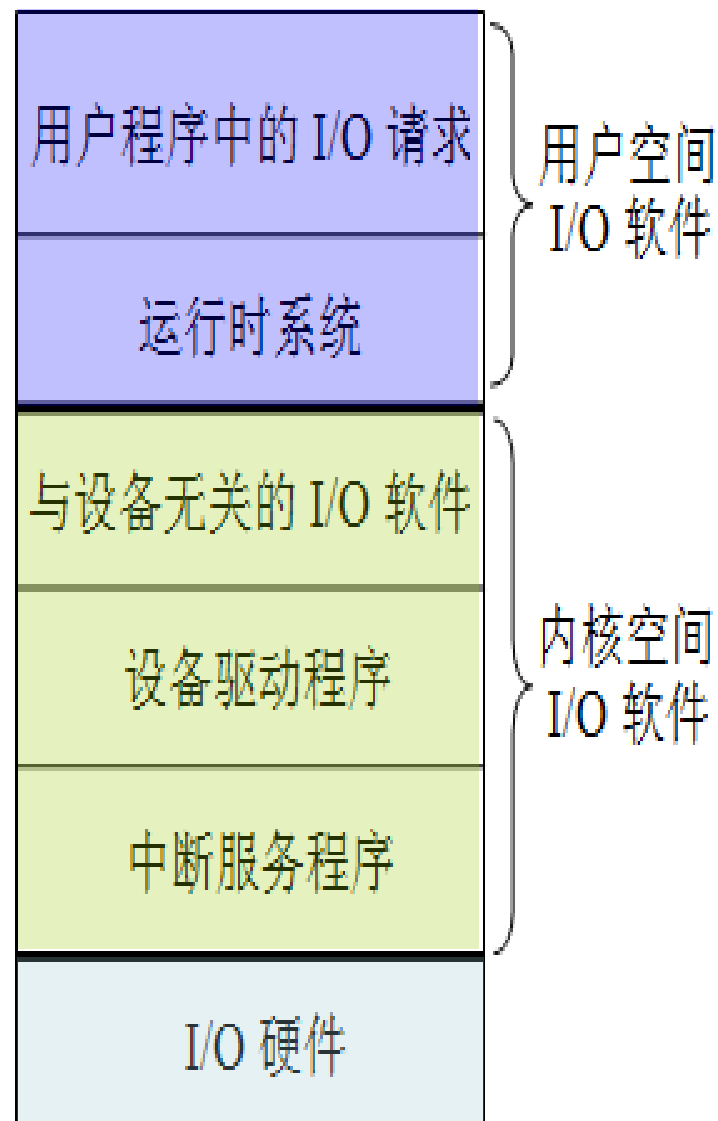 用户程序中的 I/O 请求
运行时系统
用户空间
I/O 软件
与设备无关的 I/O 软件
设备驱动程序
中断服务程序
内核空间
I/O 软件
I/O 硬件